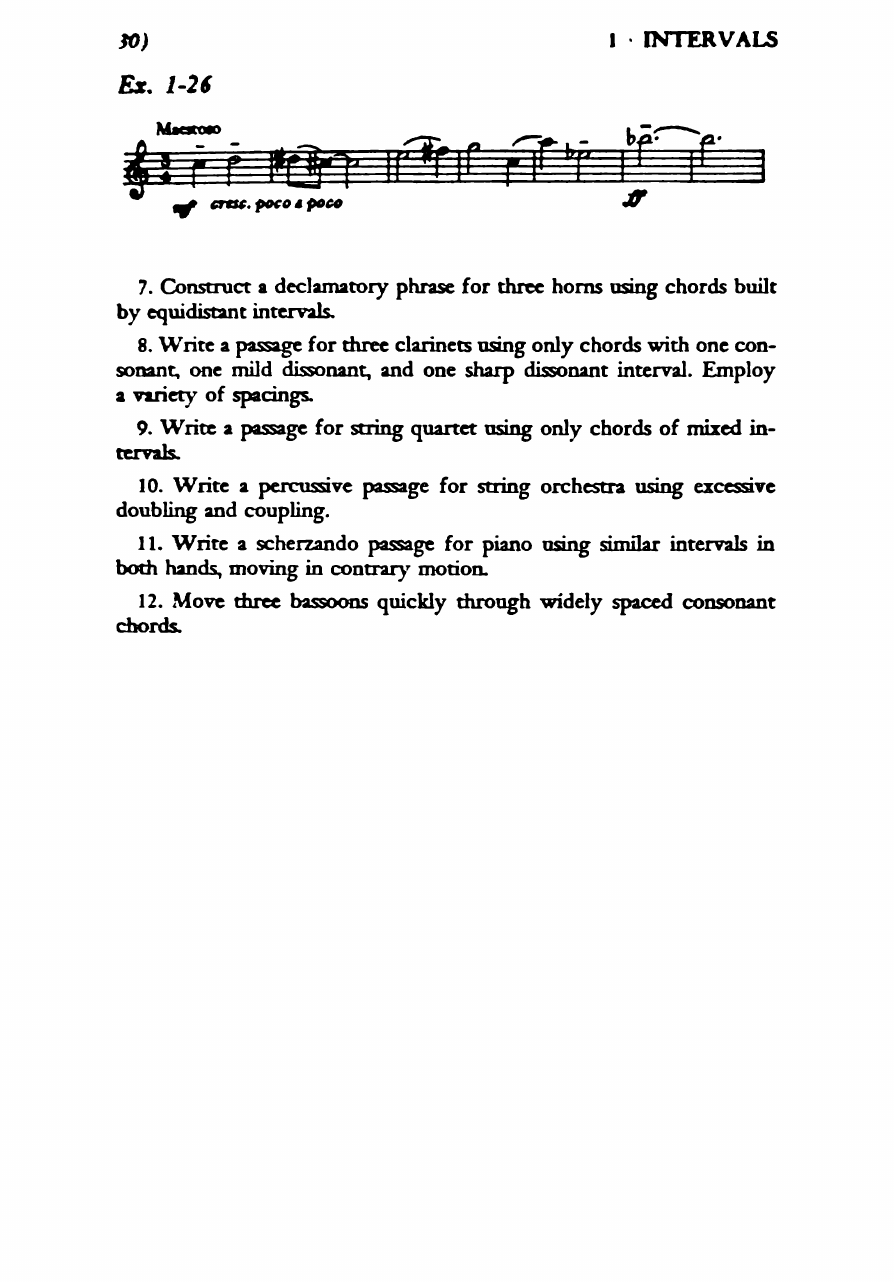 30)
1 · INTERVALS
Ex. 1-26
Maestoso
3
4
mf cresc. poco a poco
ff
7. Construct a declamatory phrase for three horns using chords built
by equidistant intervals.
8. Write a passage for three clarinets using only chords with one con-
sonant, one mild dissonant, and one sharp dissonant interval. Employ
a variety of spacings.
9. Write a passage for string quartet using only chords of mixed in-
tervals.
10. Write a percussive passage for string orchestra using excessive
doubling and coupling.
11. Write a scherzando passage for piano using similar intervals in
both hands, moving in contrary motion.
12. Move three bassoons quickly through widely spaced consonant
chords.